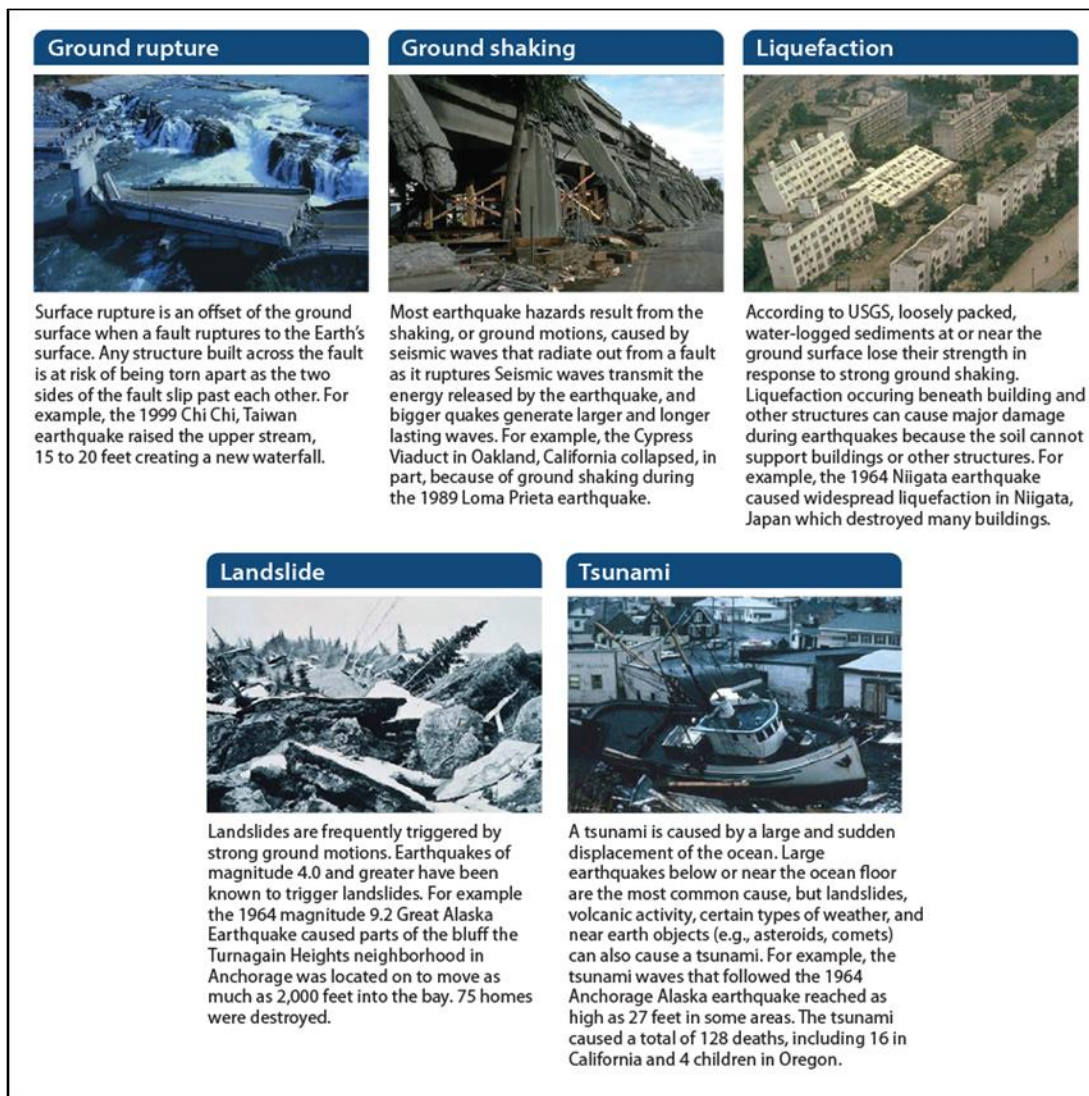 Ground rupture
Surface rupture is an offset of the ground
surface when a fault ruptures to the Earth's
surface. Any structure built across the fault
is at risk of being torn apart as the two
sides of the fault slip past each other. For
example, the 1999 Chi Chi, Taiwan
earthquake raised the upper stream,
15 to 20 feet creating a new waterfall.
Ground shaking
Most earthquake hazards result from the
shaking, or ground motions, caused by
seismic waves that radiate out from a fault
as it ruptures Seismic waves transmit the
energy released by the earthquake, and
bigger quakes generate larger and longer
lasting waves. For example, the Cypress
Viaduct in Oakland, California collapsed, in
part, because of ground shaking during
the 1989 Loma Prieta earthquake.
Liquefaction
According to USGS, loosely packed,
water-logged sediments at or near the
ground surface lose their strength in
response to strong ground shaking.
Liquefaction occuring beneath building and
other structures can cause major damage
during earthquakes because the soil cannot
support buildings or other structures. For
example, the 1964 Niigata earthquake
caused widespread liquefaction in Niigata,
Japan which destroyed many buildings.
Landslide
Landslides are frequently triggered by
strong ground motions. Earthquakes of
magnitude 4.0 and greater have been
known to trigger landslides. For example
the 1964 magnitude 9.2 Great Alaska
Earthquake caused parts of the bluff the
Turnagain Heights neighborhood in
Anchorage was located on to move as
much as 2,000 feet into the bay. 75 homes
were destroyed.
Tsunami
A tsunami is caused by a large and sudden
displacement of the ocean. Large
earthquakes below or near the ocean floor
are the most common cause, but landslides,
volcanic activity, certain types of weather, and
near earth objects (e.g., asteroids, comets)
can also cause a tsunami. For example, the
tsunami waves that followed the 1964
Anchorage Alaska earthquake reached as
high as 27 feet in some areas. The tsunami
caused a total of 128 deaths, including 16 in
California and 4 children in Oregon.